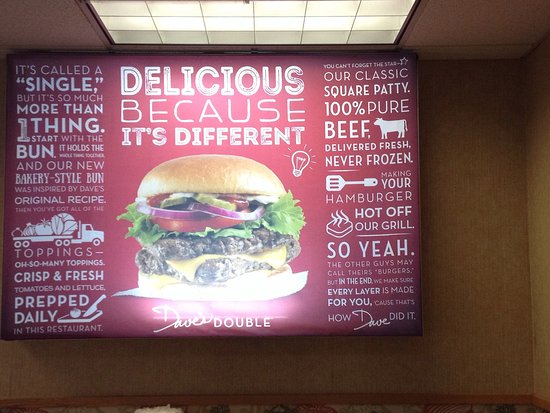 IT'S CALLED A
"SINGLE,"
BUT IT'S SO MUCH
MORE THAN
1 THING.
START WITH THE
BUN. IT HOLDS THE
WHOLE THING TOGETHER.
AND OUR NEW
BAKERY-STYLE BUN
WAS INSPIRED BY DAVE'S
ORIGINAL RECIPE.
THEN YOU'VE GOT ALL OF THE
TOPPINGS—
OH-SO-MANY TOPPINGS.
CRISP & FRESH
TOMATOES AND LETTUCE,
PREPPED
DAILY
IN THIS RESTAURANT.
DELICIOUS
BECAUSE
IT'S DIFFERENT
Dave's DOUBLE
YOU CAN'T FORGET THE STAR—
OUR CLASSIC
SQUARE PATTY.
100% PURE
BEEF,
DELIVERED FRESH,
NEVER FROZEN.
MAKING
YOUR
HAMBURGER
HOT OFF
OUR GRILL.
SO YEAH.
THE OTHER GUYS MAY
CALL THEIRS "BURGERS."
BUT IN THE END, WE MAKE SURE
EVERY LAYER IS MADE
FOR YOU, 'CAUSE THAT'S
HOW Dave DID IT.